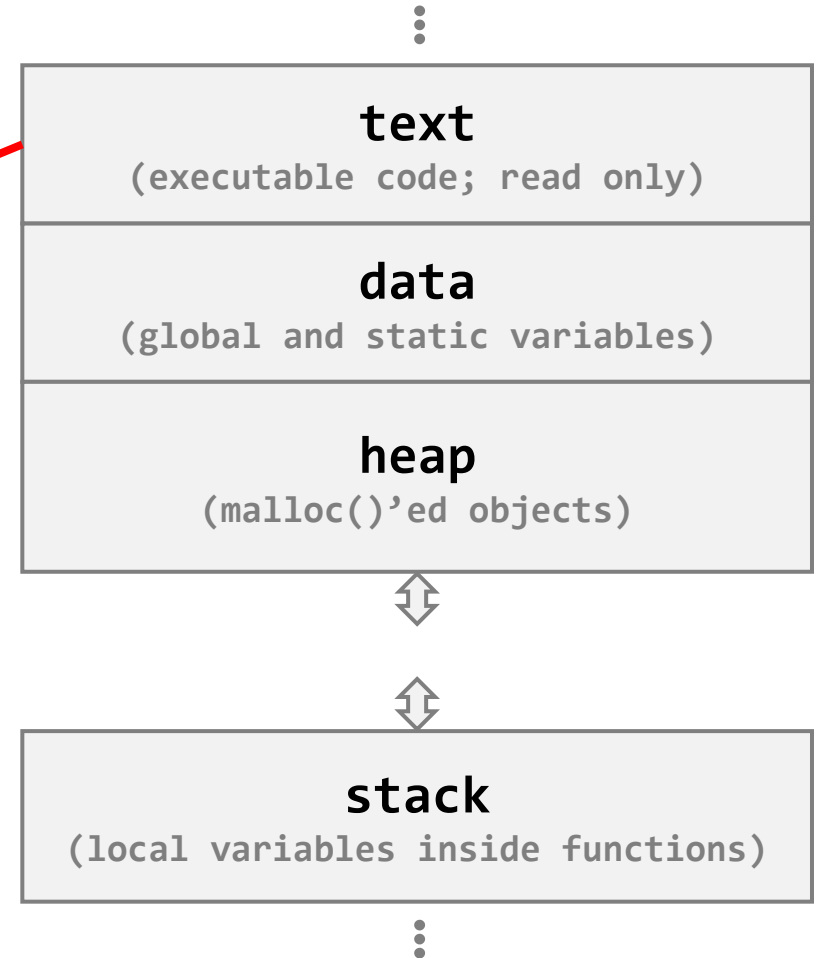 text
(executable code; read only)
data
(global and static variables)
heap
(malloc()’ed objects)
stack
(local variables inside functions)